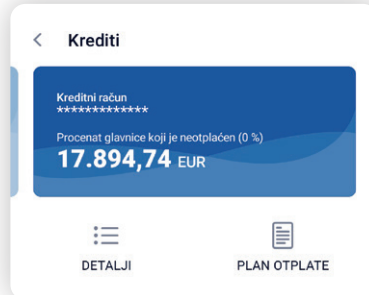 Krediti
Kreditni račun
*************
Procenat glavnice koji je neotplaćen (0 %)
17.894,74 EUR
DETALJI
PLAN OTPLATE